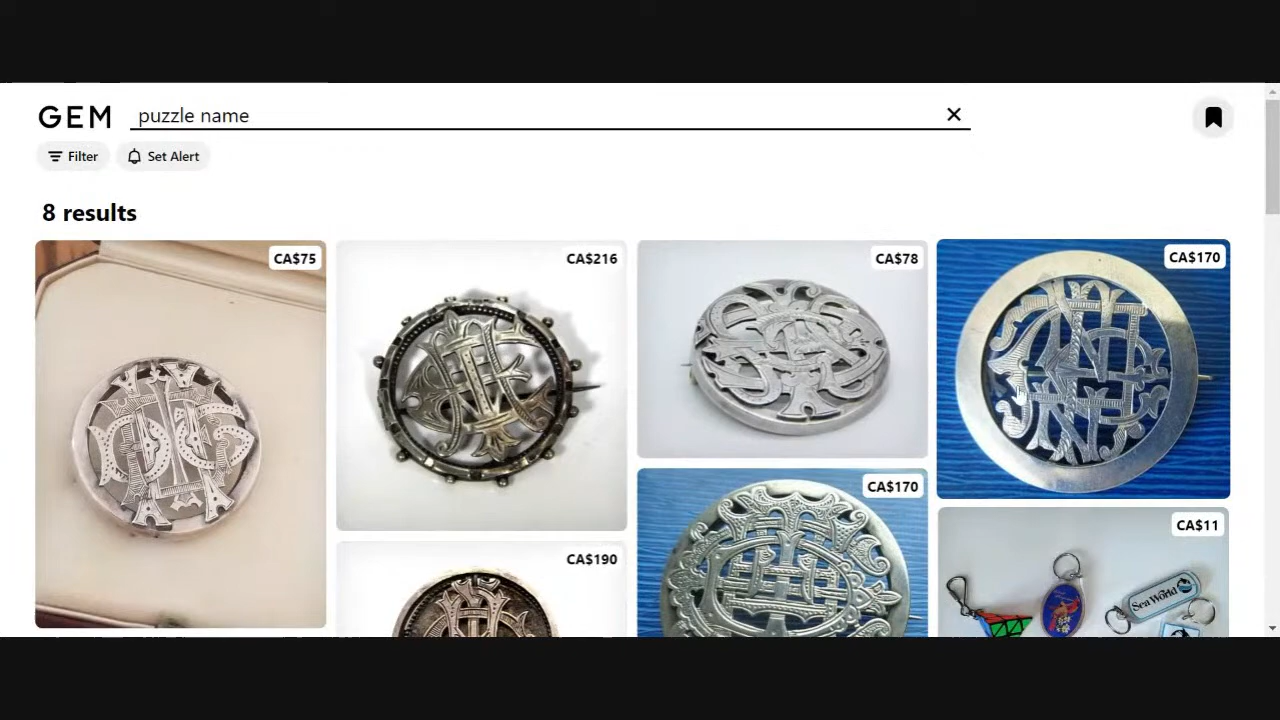 GEM puzzle name
Filter Set Alert
8 results
CA$75 CA$216 CA$78 CA$170
CA$170
CA$11
CA$190
Sea World